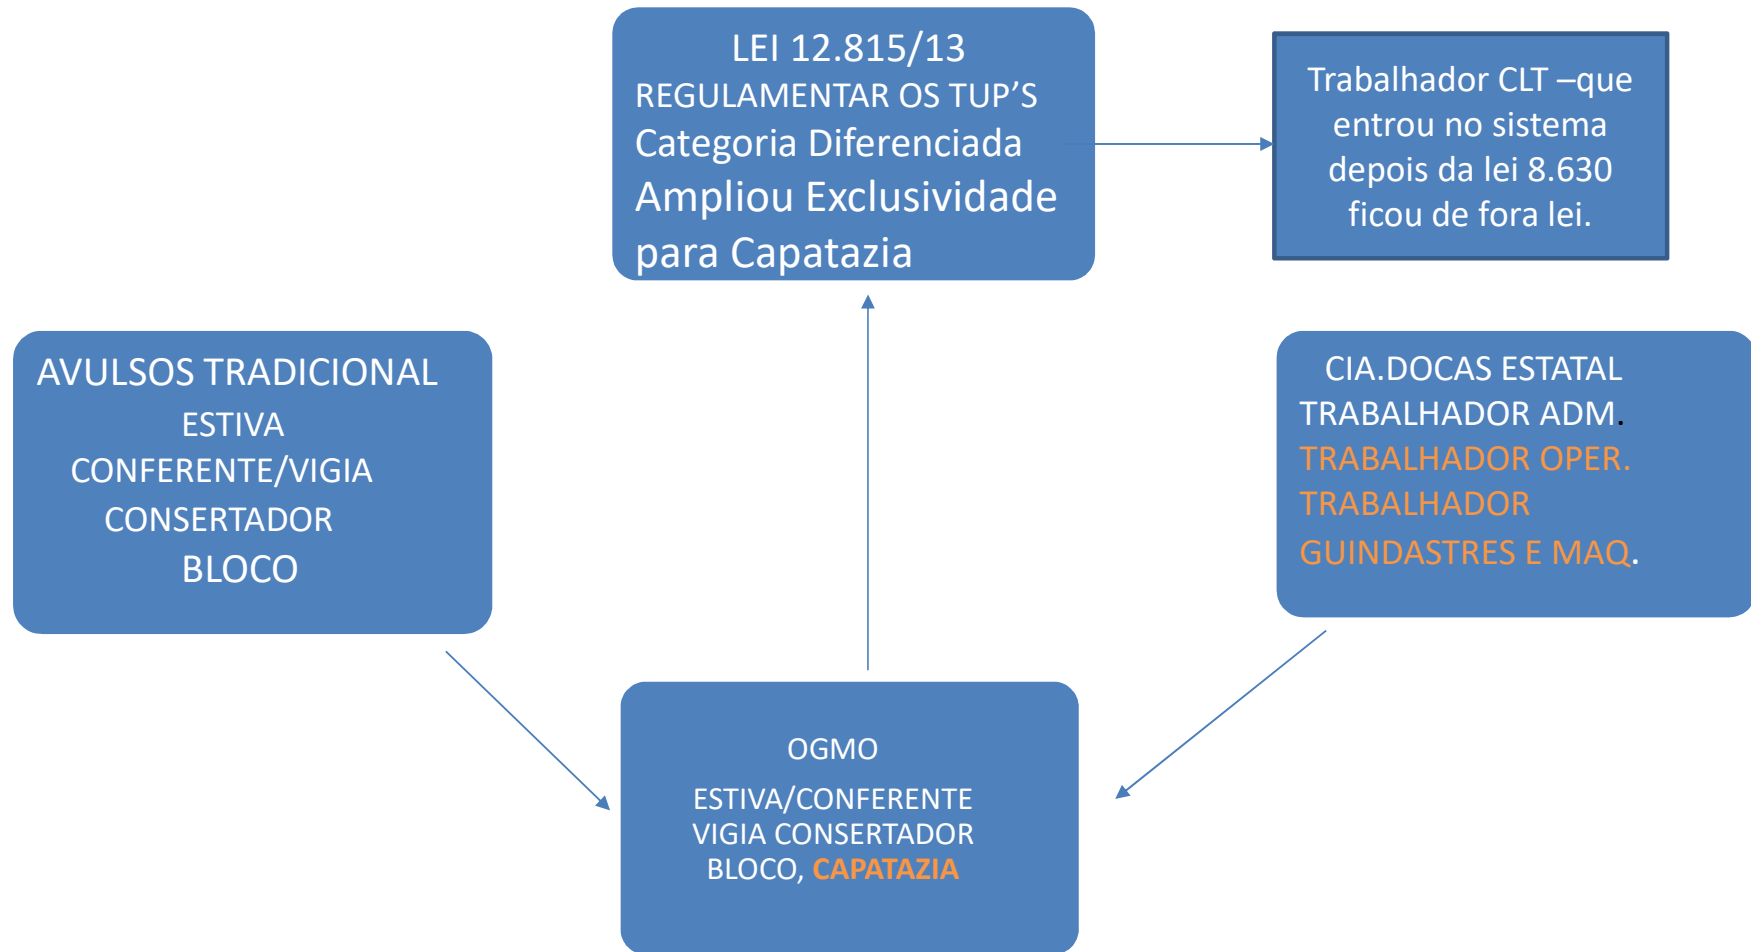 LEI 12.815/13
REGULAMENTAR OS TUP’S
Categoria Diferenciada
Ampliou Exclusividade
para Capatazia
Trabalhador CLT –que
entrou no sistema
depois da lei 8.630
ficou de fora lei.
AVULSOS TRADICIONAL
ESTIVA
CONFERENTE/VIGIA
CONSERTADOR
BLOCO
CIA.DOCAS ESTATAL
TRABALHADOR ADM.
TRABALHADOR OPER.
TRABALHADOR
GUINDASTRES E MAQ.
OGMO
ESTIVA/CONFERENTE
VIGIA CONSERTADOR
BLOCO, CAPATAZIA